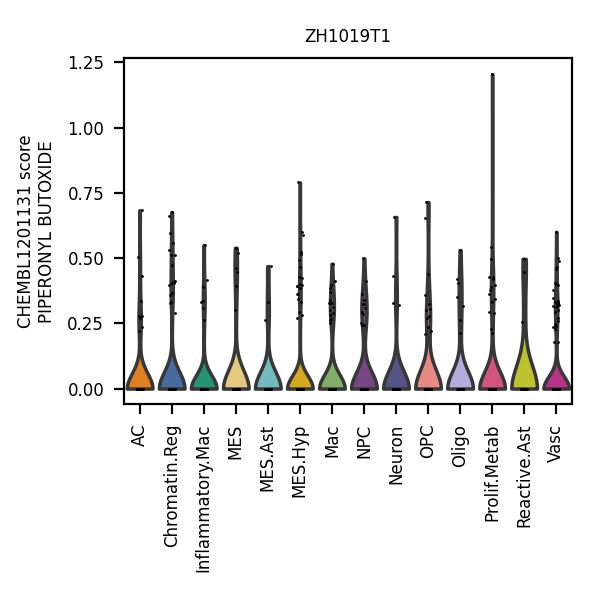 ZH1019T1
CHEMBL1201131 score
PIPERONYL BUTOXIDE
1.25
1.00
0.75
0.50
0.25
0.00
AC
Chromatin.Reg
Inflammatory.Mac
MES
MES.Ast
MES.Hyp
Mac
NPC
Neuron
OPC
Oligo
Prolif.Metab
Reactive.Ast
Vasc